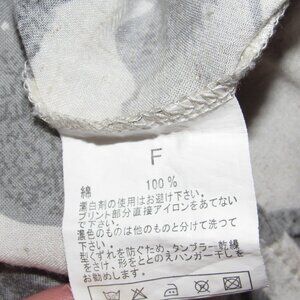 F
綿 100%
漂白剤の使用はお避け下さい。
プリント部分直接アイロンをあてない
で下さい。
濃色のものは他のものと分けて洗つて
下さい。
型くずれを防ぐため、タンブラー乾燥
をさけ、形をととのえハンガー干しを
お勧めします。